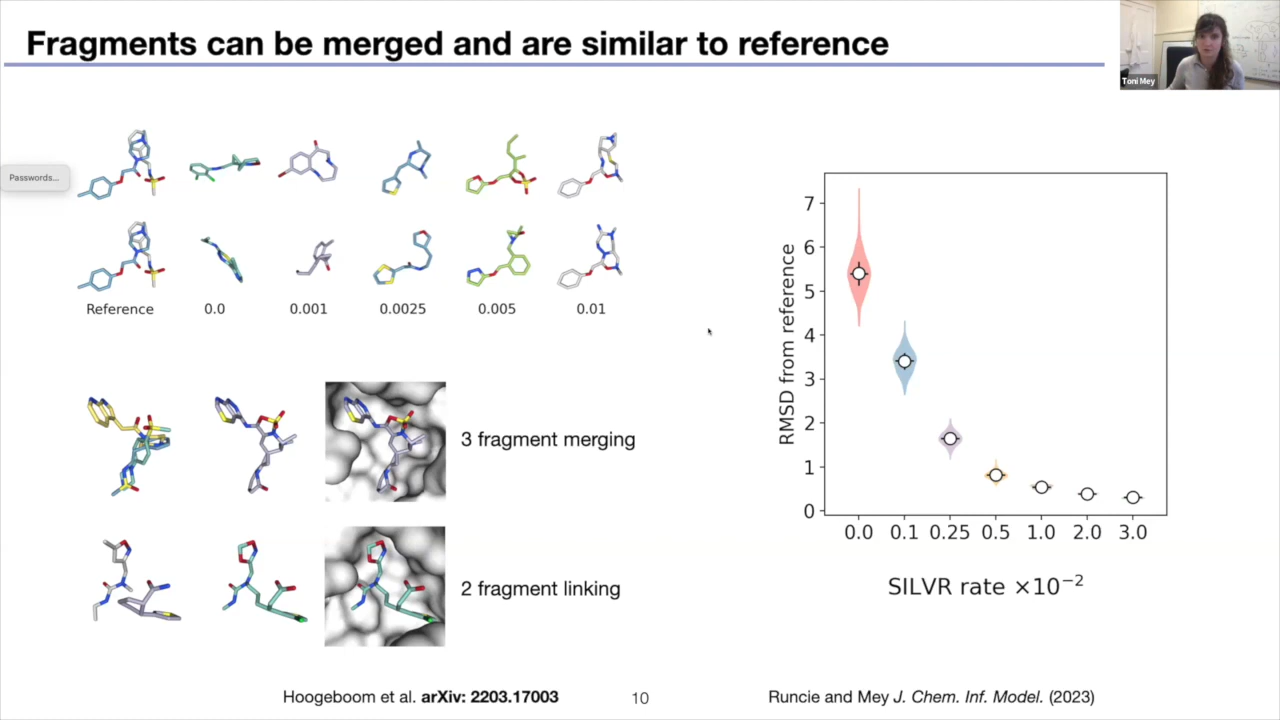 Fragments can be merged and are similar to reference
Toni Mey
Passwords...
Reference 0.0 0.001 0.0025 0.005 0.01
3 fragment merging
2 fragment linking
RMSD from reference
7
6
5
4
3
2
1
0
0.0 0.1 0.25 0.5 1.0 2.0 3.0
SILVR rate ×10⁻²
Hoogeboom et al. arXiv: 2203.17003
10
Runcie and Mey J. Chem. Inf. Model. (2023)